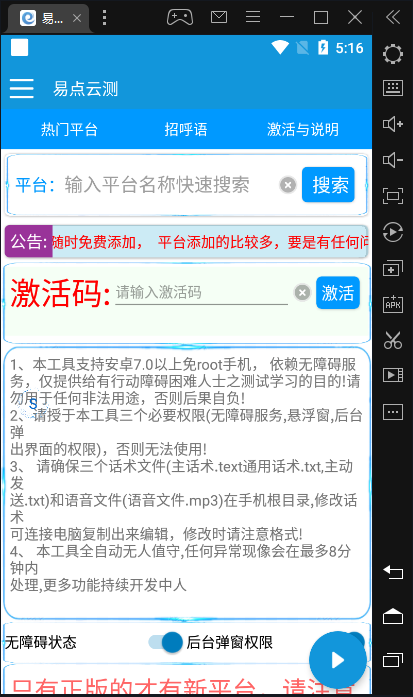 易...
5:16
易点云测
热门平台 招呼语 激活与说明
平台：输入平台名称快速搜索 搜索
公告: 随时免费添加， 平台添加的比较多，要是有任何问
激活码: 请输入激活码 激活
1、本工具支持安卓7.0以上免root手机， 依赖无障碍服
务，仅提供给有行动障碍困难人士之测试学习的目的!请
勿用于任何非法用途，否则后果自负!
2、请授于本工具三个必要权限(无障碍服务,悬浮窗,后台
弹
出界面的权限)，否则无法使用!
3、 请确保三个话术文件(主话术.text通用话术.txt,主动
发
送.txt)和语音文件(语音文件.mp3)在手机根目录,修改话
术
可连接电脑复制出来编辑，修改时请注意格式!
4、 本工具全自动无人值守,任何异常现像会在最多8分
钟内
处理,更多功能持续开发中人
S
APK
无障碍状态 后台弹窗权限
只有正版的才有新平台，请注意